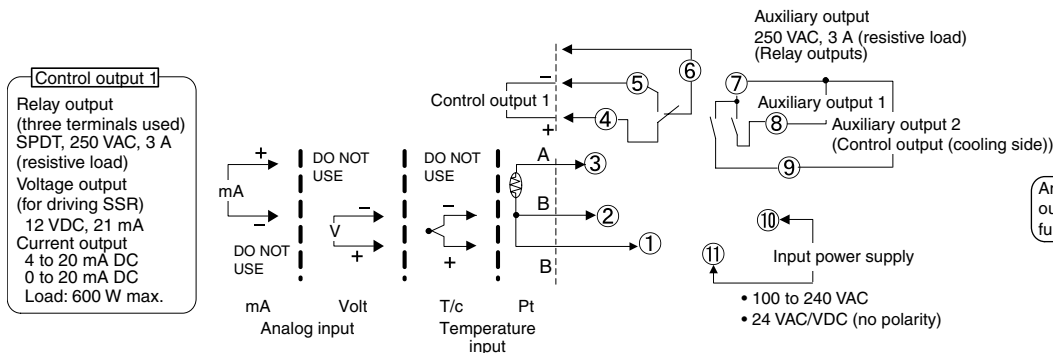 Control output 1
Relay output
(three terminals used)
SPDT, 250 VAC, 3 A
(resistive load)
Voltage output
(for driving SSR)
12 VDC, 21 mA
Current output
4 to 20 mA DC
0 to 20 mA DC
Load: 600 W max.
+
mA
−
DO NOT
USE
DO NOT
USE
−
V
+
DO NOT
USE
−
+
A
B
B
mA
Volt
T/c
Pt
Analog input
Temperature
input
Control output 1
−
+
⑥
⑤
④
③
②
①
Auxiliary output
250 VAC, 3 A (resistive load)
(Relay outputs)
⑦
Auxiliary output 1
⑧
Auxiliary output 2
(Control output (cooling side))
⑨
⑩
⑪
Input power supply
• 100 to 240 VAC
• 24 VAC/VDC (no polarity)